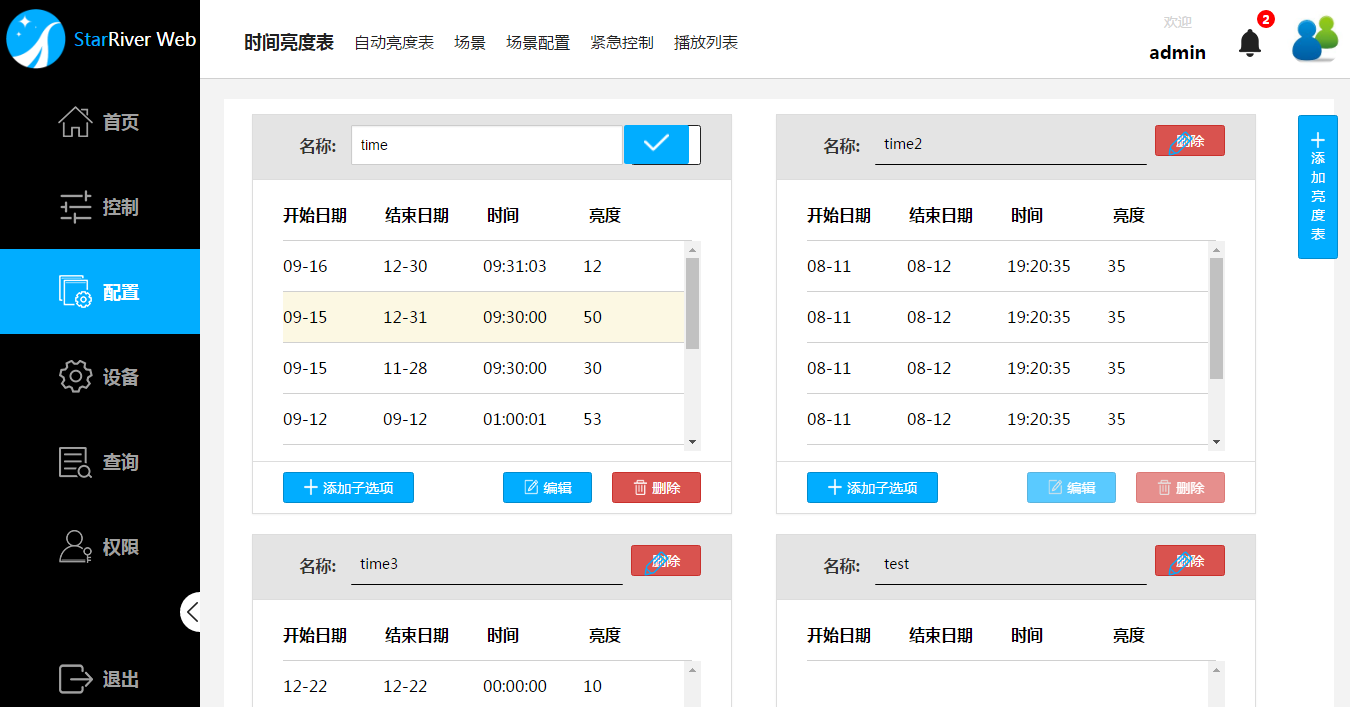 StarRiver Web
首页
控制
配置
设备
查询
权限
退出
时间亮度表 自动亮度表 场景 场景配置 紧急控制 播放列表
欢迎
admin
2
名称: time
开始日期 结束日期 时间 亮度
09-16 12-30 09:31:03 12
09-15 12-31 09:30:00 50
09-15 11-28 09:30:00 30
09-12 09-12 01:00:01 53
添加子选项 编辑 删除
名称: time2 删除
开始日期 结束日期 时间 亮度
08-11 08-12 19:20:35 35
08-11 08-12 19:20:35 35
08-11 08-12 19:20:35 35
08-11 08-12 19:20:35 35
添加子选项 编辑 删除
名称: time3 删除
开始日期 结束日期 时间 亮度
12-22 12-22 00:00:00 10
名称: test 删除
开始日期 结束日期 时间 亮度
添加亮度表